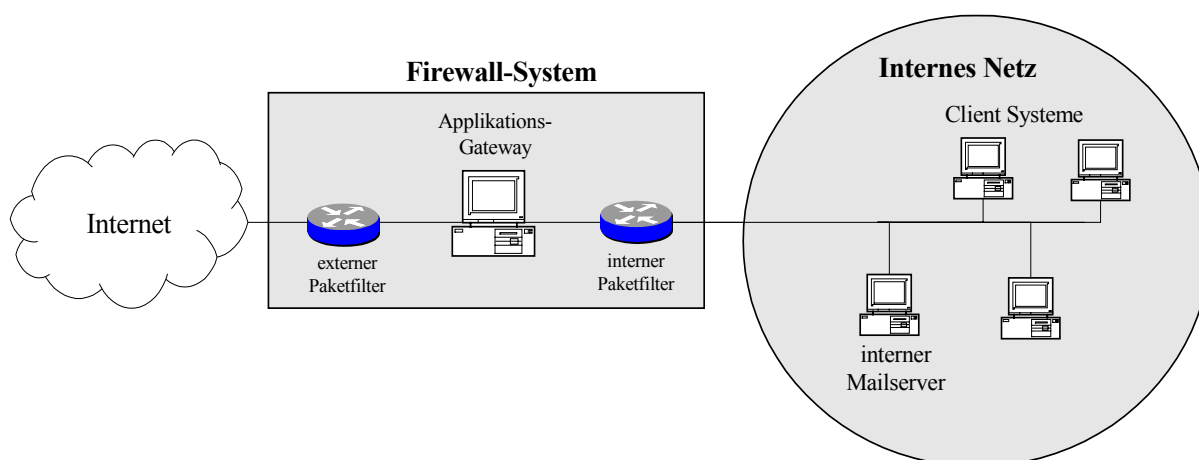 Firewall-System
Internes Netz
Applikations-
Gateway
Client Systeme
Internet
externer
Paketfilter
interner
Paketfilter
interner
Mailserver